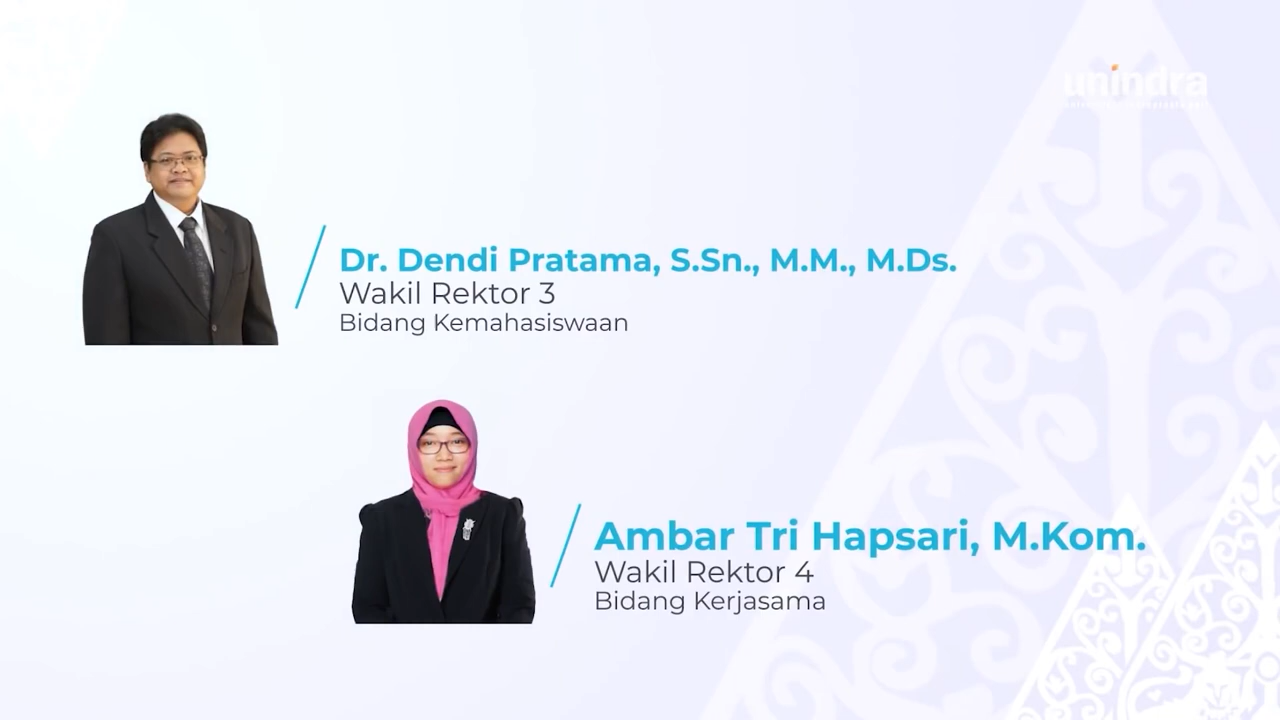 unindra
Dr. Dendi Pratama, S.Sn., M.M., M.Ds.
Wakil Rektor 3
Bidang Kemahasiswaan
Ambar Tri Hapsari, M.Kom.
Wakil Rektor 4
Bidang Kerjasama